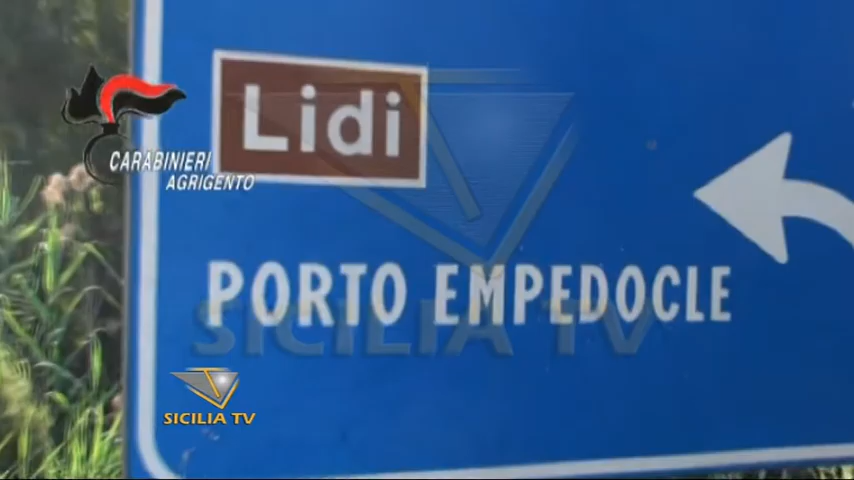 Lidi
CARABINIERI
AGRIGENTO
PORTO EMPEDOCLE
SICILIA TV
SICILIA TV